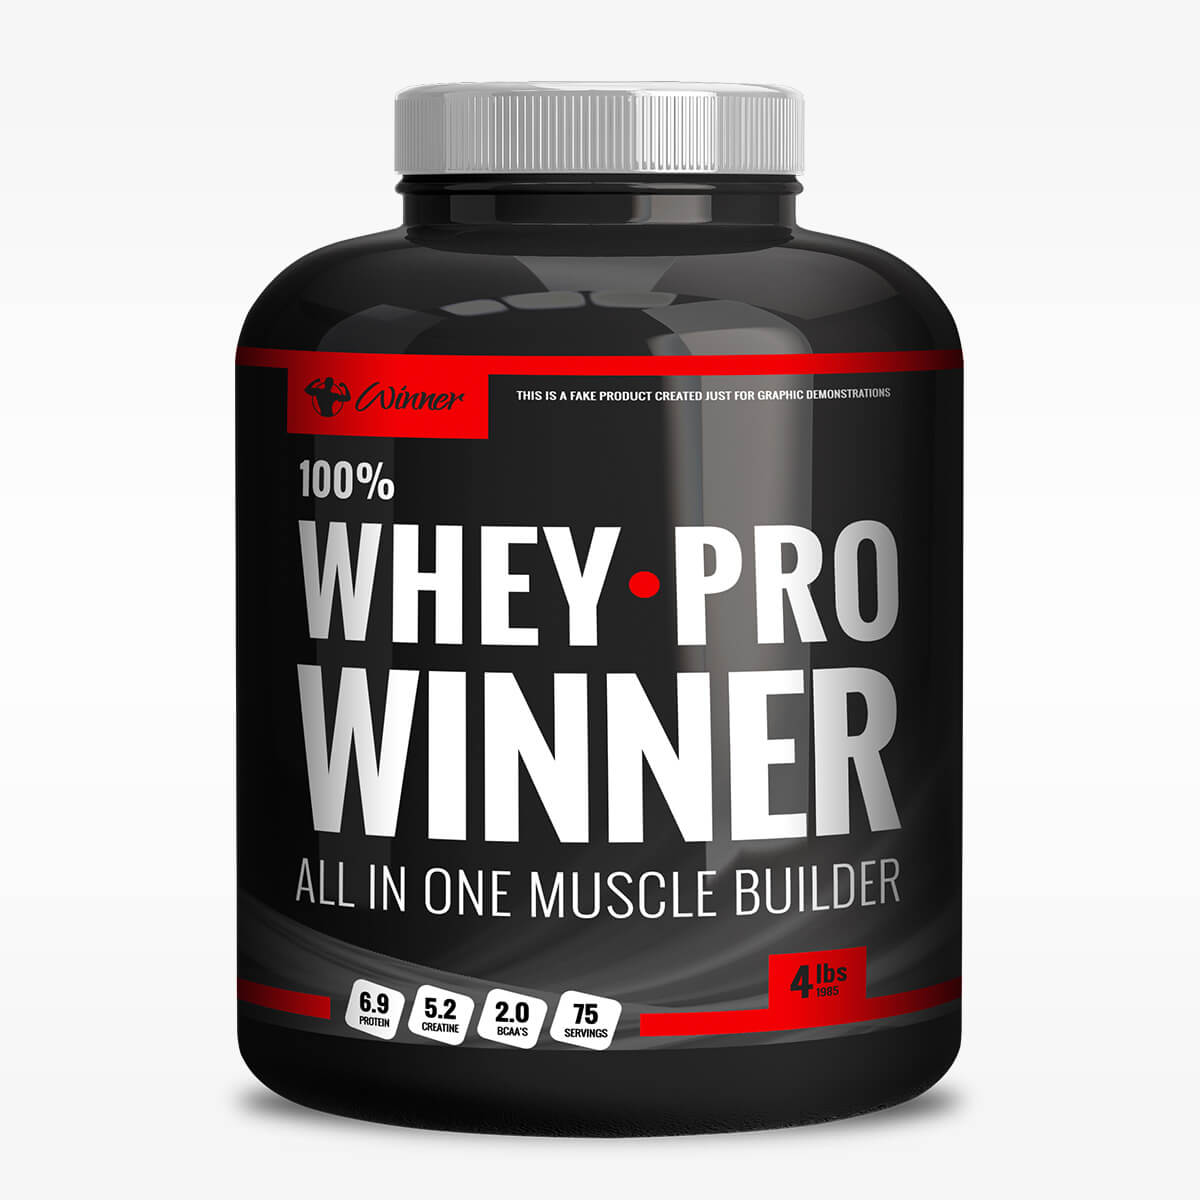 Winner
THIS IS A FAKE PRODUCT CREATED JUST FOR GRAPHIC DEMONSTRATIONS
100%
WHEY•PRO
WINNER
ALL IN ONE MUSCLE BUILDER
4 lbs
1985
6.9
PROTEIN
5.2
CREATINE
2.0
BCAA'S
75
SERVINGS